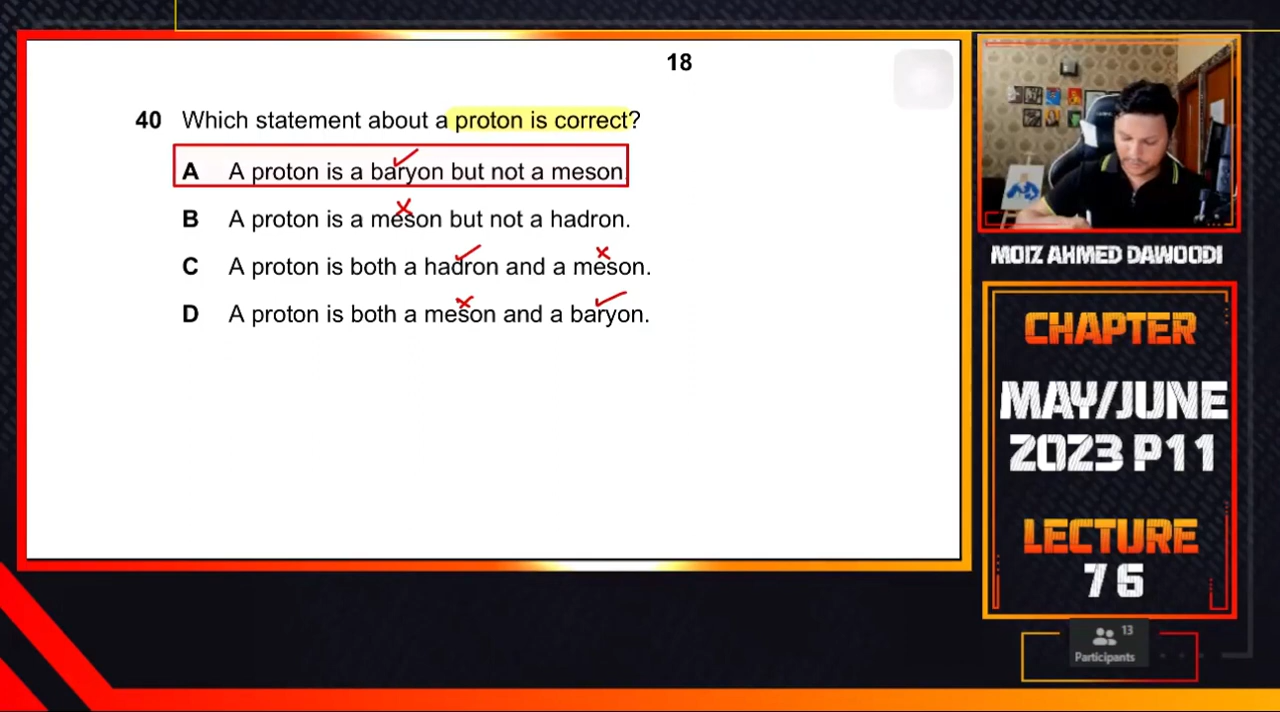 18
40 Which statement about a proton is correct?
A A proton is a baryon but not a meson.
B A proton is a meson but not a hadron.
C A proton is both a hadron and a meson.
D A proton is both a meson and a baryon.
MOIZ AHMED DAWOODI
CHAPTER
MAY/JUNE
2023 P11
LECTURE
76
13
Participants